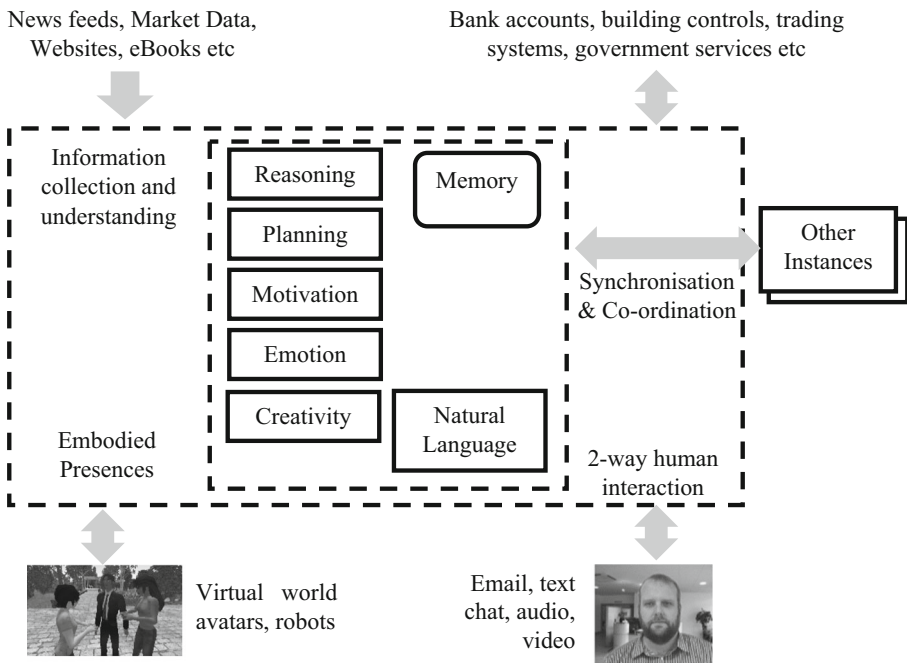 News feeds, Market Data,
Websites, eBooks etc
Bank accounts, building controls, trading
systems, government services etc
Information
collection and
understanding
Reasoning
Memory
Planning
Motivation
Emotion
Creativity
Natural
Language
Synchronisation
& Co-ordination
Other
Instances
Embodied
Presences
2-way human
interaction
Virtual world
avatars, robots
Email, text
chat, audio,
video